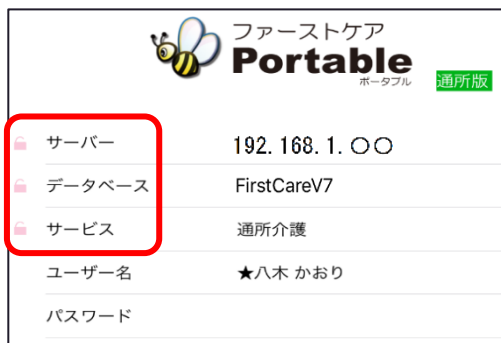 ファーストケア
Portable
ポータブル
通所版
サーバー 192.168.1.〇〇
データベース FirstCareV7
サービス 通所介護
ユーザー名 ★八木 かおり
パスワード